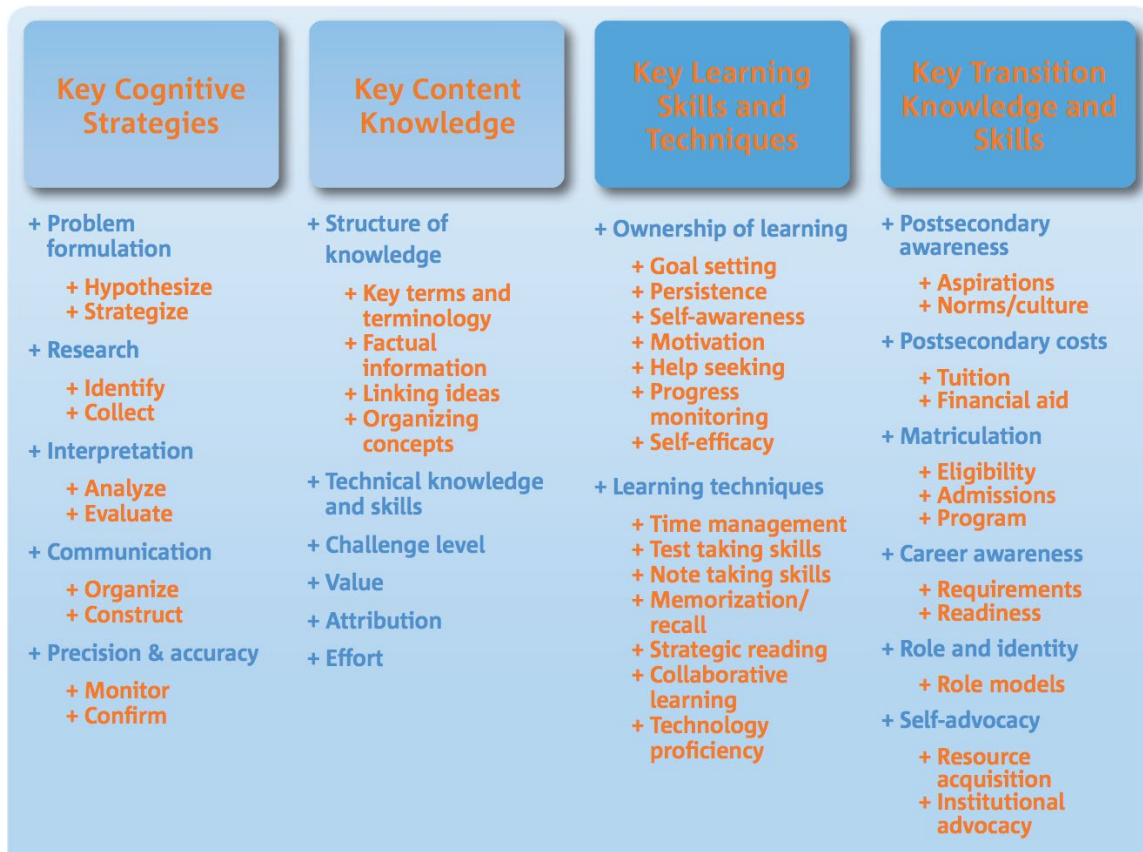 Key Cognitive
Strategies
+ Problem
formulation
+ Hypothesize
+ Strategize
+ Research
+ Identify
+ Collect
+ Interpretation
+ Analyze
+ Evaluate
+ Communication
+ Organize
+ Construct
+ Precision & accuracy
+ Monitor
+ Confirm
Key Content
Knowledge
+ Structure of
knowledge
+ Key terms and
terminology
+ Factual
information
+ Linking ideas
+ Organizing
concepts
+ Technical knowledge
and skills
+ Challenge level
+ Value
+ Attribution
+ Effort
Key Learning
Skills and
Techniques
+ Ownership of learning
+ Goal setting
+ Persistence
+ Self-awareness
+ Motivation
+ Help seeking
+ Progress
monitoring
+ Self-efficacy
+ Learning techniques
+ Time management
+ Test taking skills
+ Note taking skills
+ Memorization/
recall
+ Strategic reading
+ Collaborative
learning
+ Technology
proficiency
Key Transition
Knowledge and
Skills
+ Postsecondary
awareness
+ Aspirations
+ Norms/culture
+ Postsecondary costs
+ Tuition
+ Financial aid
+ Matriculation
+ Eligibility
+ Admissions
+ Program
+ Career awareness
+ Requirements
+ Readiness
+ Role and identity
+ Role models
+ Self-advocacy
+ Resource
acquisition
+ Institutional
advocacy